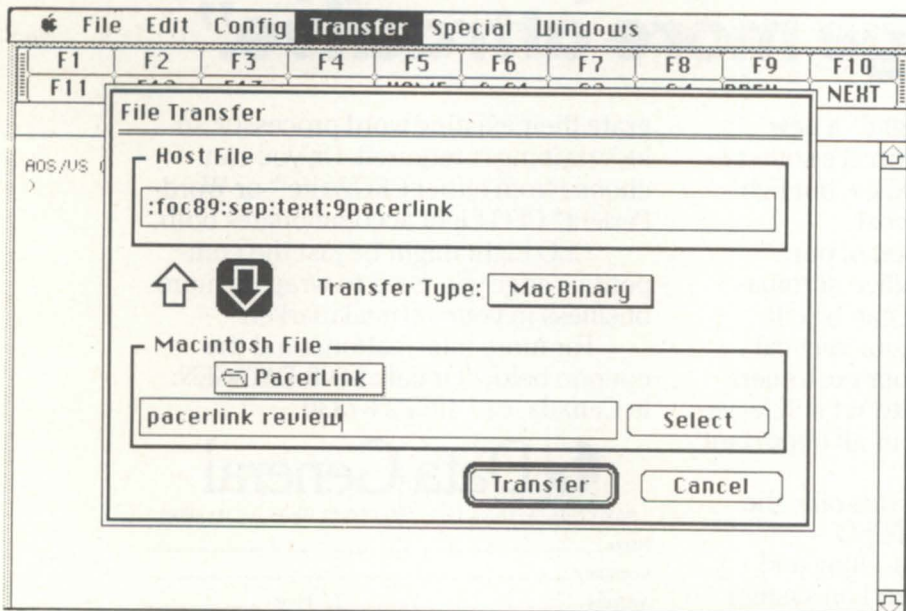 File Edit Config Transfer Special Windows
F1 F2 F3 F4 F5 F6 F7 F8 F9 F10
F11 NEXT
File Transfer
AOS/VS (
)
Host File
:foc89:sep:text:9pacerlink
Transfer Type: MacBinary
Macintosh File
PacerLink
pacerlink review
Select
Transfer Cancel
Data General